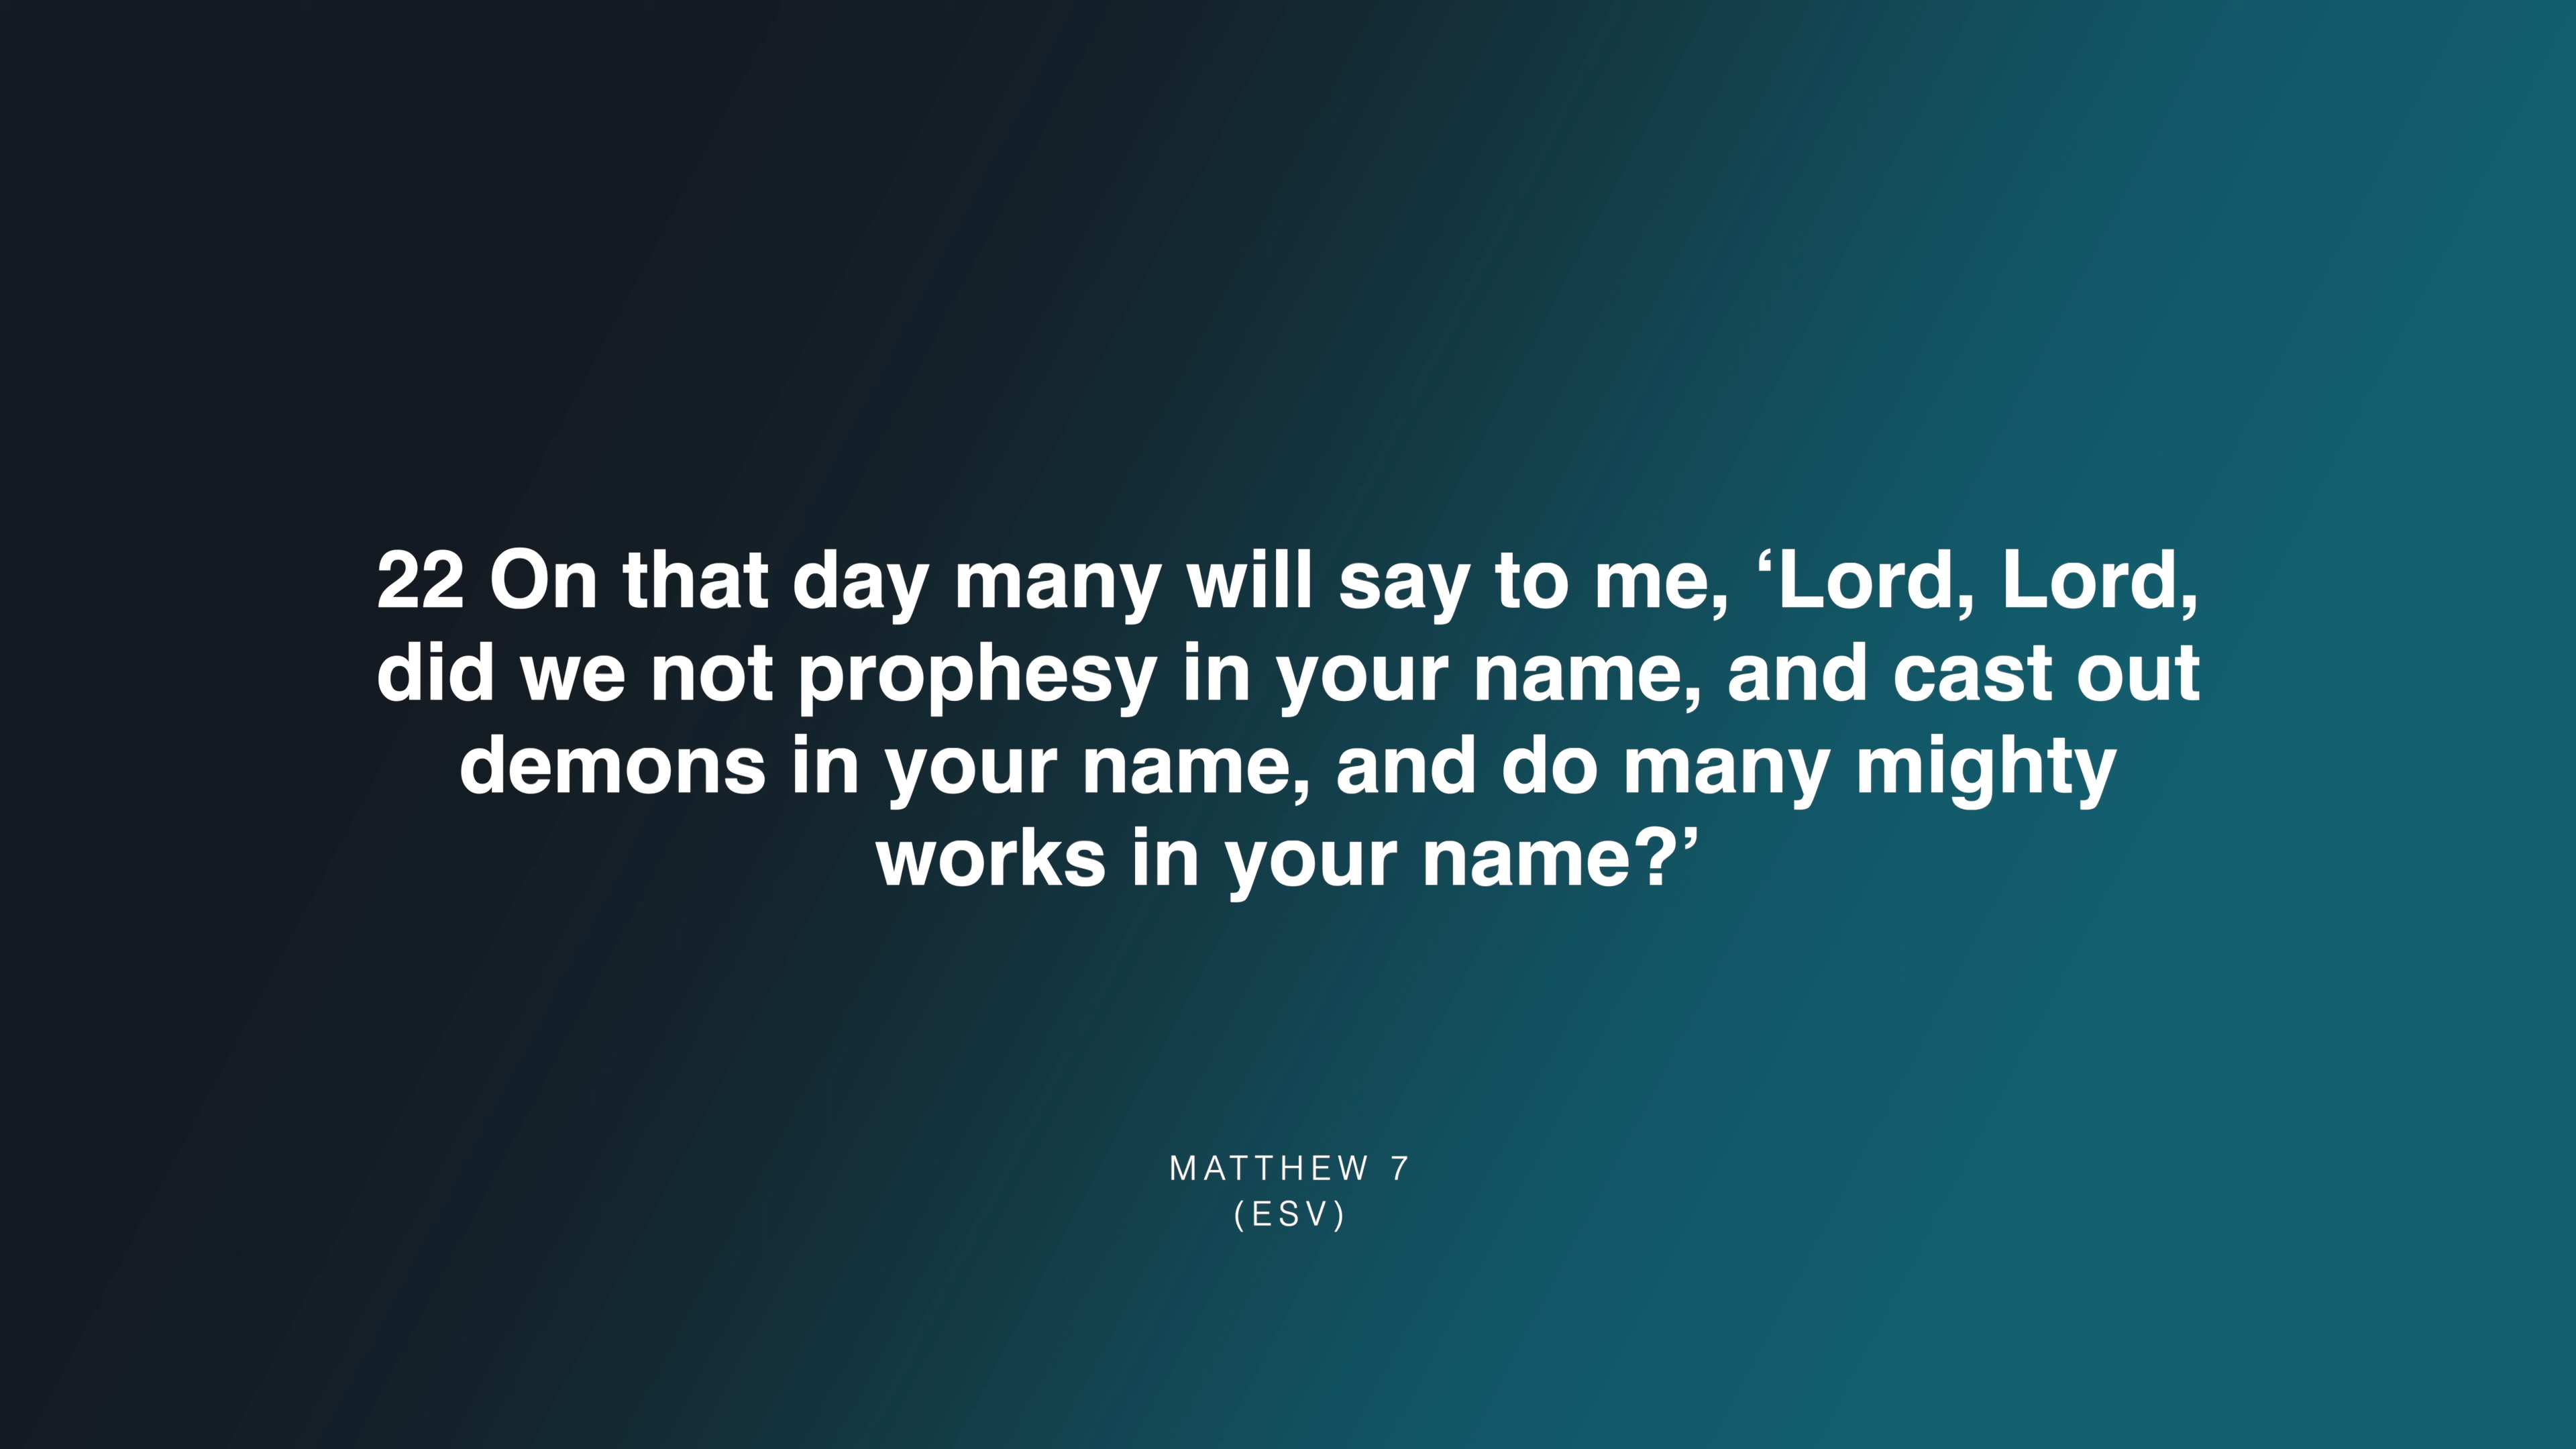 22 On that day many will say to me, ‘Lord, Lord,
did we not prophesy in your name, and cast out
demons in your name, and do many mighty
works in your name?’
MATTHEW 7
(ESV)